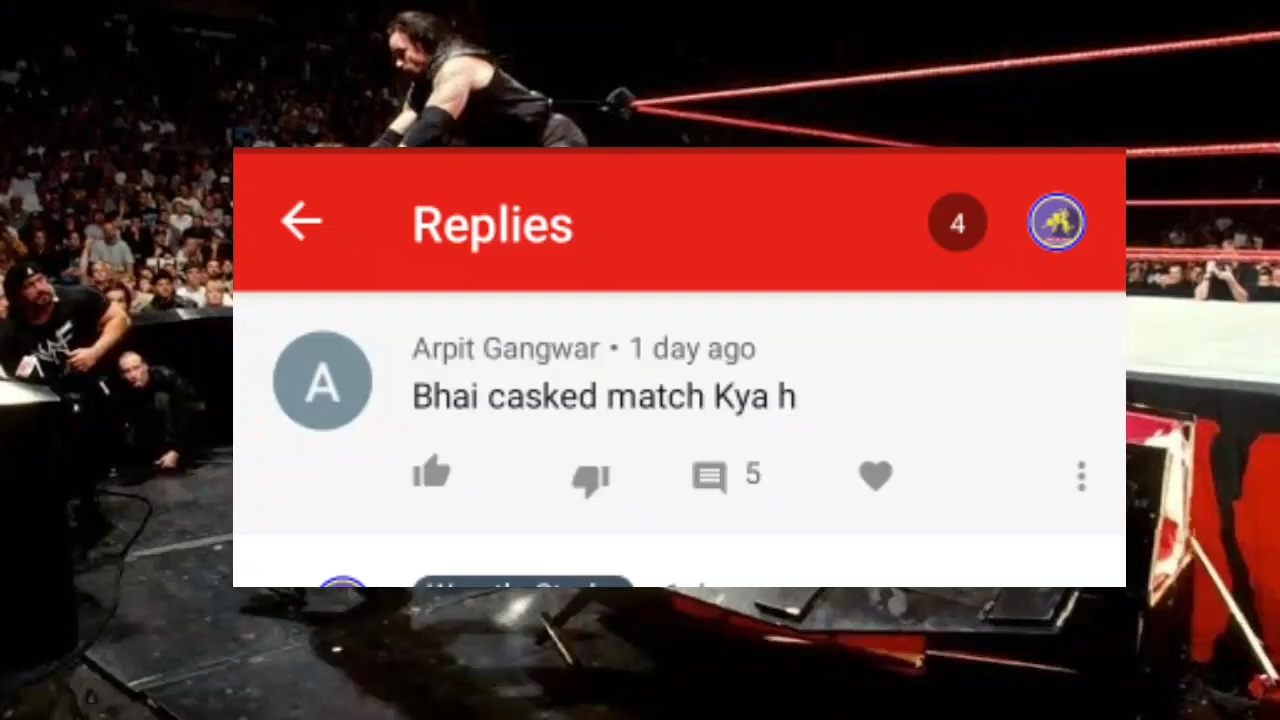 Replies
4
A
Arpit Gangwar • 1 day ago
Bhai casked match Kya h
5